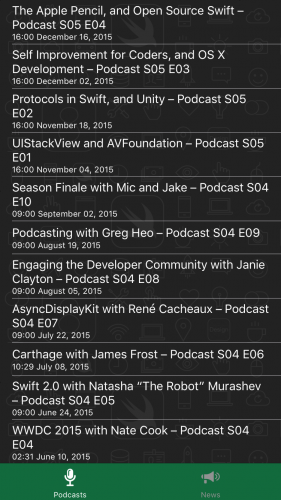 The Apple Pencil, and Open Source Swift –
Podcast S05 E04
16:00 December 16, 2015
Self Improvement for Coders, and OS X
Development – Podcast S05 E03
16:00 December 02, 2015
Protocols in Swift, and Unity – Podcast S05
E02
16:00 November 18, 2015
UIStackView and AVFoundation – Podcast S05
E01
16:00 November 04, 2015
Season Finale with Mic and Jake – Podcast S04
E10
09:00 September 02, 2015
Podcasting with Greg Heo – Podcast S04 E09
09:00 August 19, 2015
Engaging the Developer Community with Janie
Clayton – Podcast S04 E08
09:00 August 05, 2015
AsyncDisplayKit with René Cacheaux – Podcast
S04 E07
09:00 July 22, 2015
Carthage with James Frost – Podcast S04 E06
10:29 July 08, 2015
Swift 2.0 with Natasha “The Robot” Murashev
– Podcast S04 E05
09:00 June 24, 2015
WWDC 2015 with Nate Cook – Podcast S04
E04
02:31 June 10, 2015
Podcasts
News